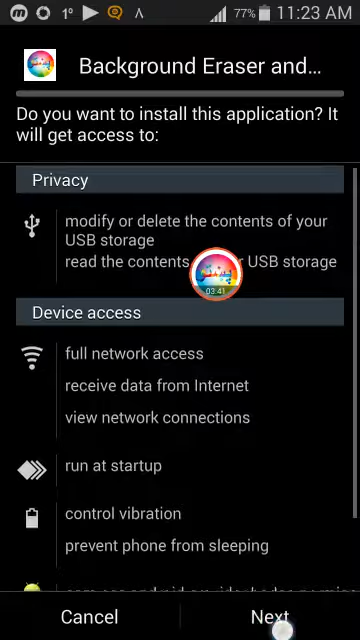 1° 77% 11:23 AM
Background Eraser and...
Do you want to install this application? It
will get access to:
Privacy
modify or delete the contents of your
USB storage
read the contents USB storage
03:41
Device access
full network access
receive data from Internet
view network connections
run at startup
control vibration
prevent phone from sleeping
Cancel Next